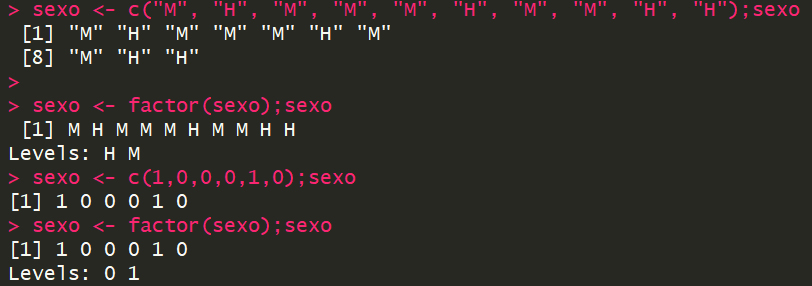 > sexo <- c("M", "H", "M", "M", "M", "H", "M", "M", "H", "H");sexo
 [1] "M" "H" "M" "M" "M" "H" "M"
 [8] "M" "H" "H"
>
> sexo <- factor(sexo);sexo
 [1] M H M M M H M M H H
Levels: H M
> sexo <- c(1,0,0,0,1,0);sexo
[1] 1 0 0 0 1 0
> sexo <- factor(sexo);sexo
[1] 1 0 0 0 1 0
Levels: 0 1